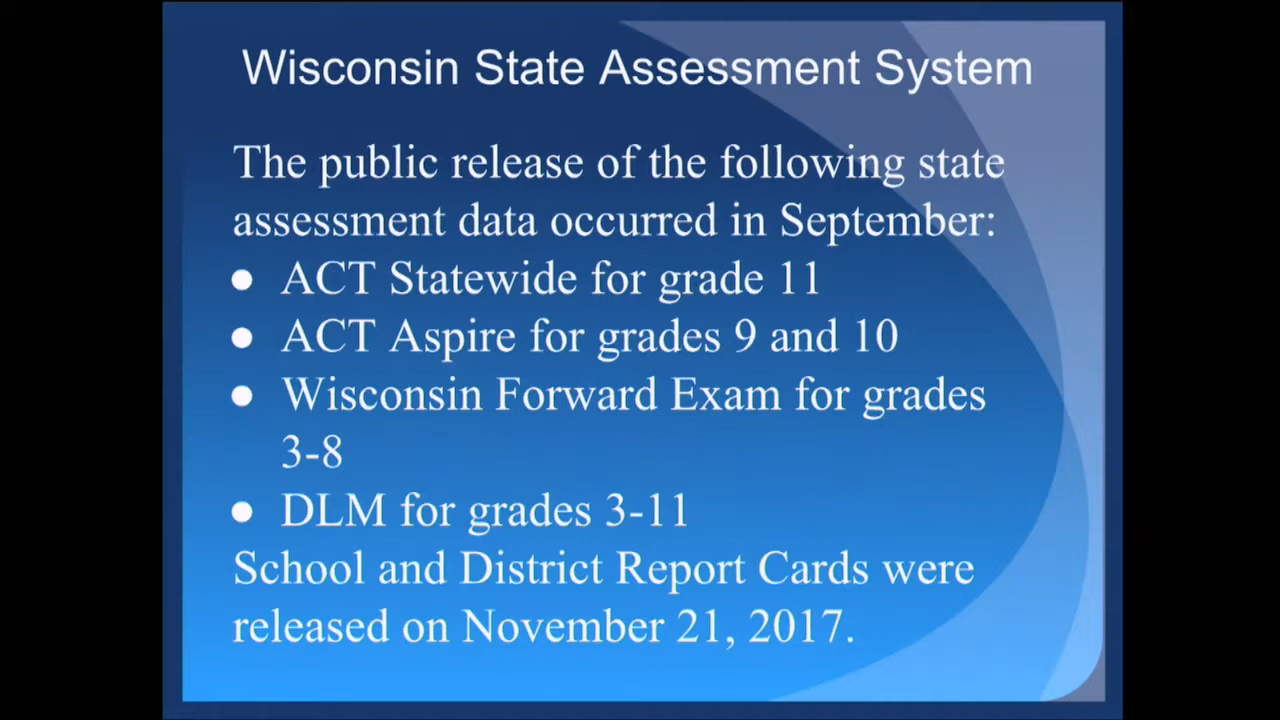 Wisconsin State Assessment System
The public release of the following state
assessment data occurred in September:
● ACT Statewide for grade 11
● ACT Aspire for grades 9 and 10
● Wisconsin Forward Exam for grades
3-8
● DLM for grades 3-11
School and District Report Cards were
released on November 21, 2017.